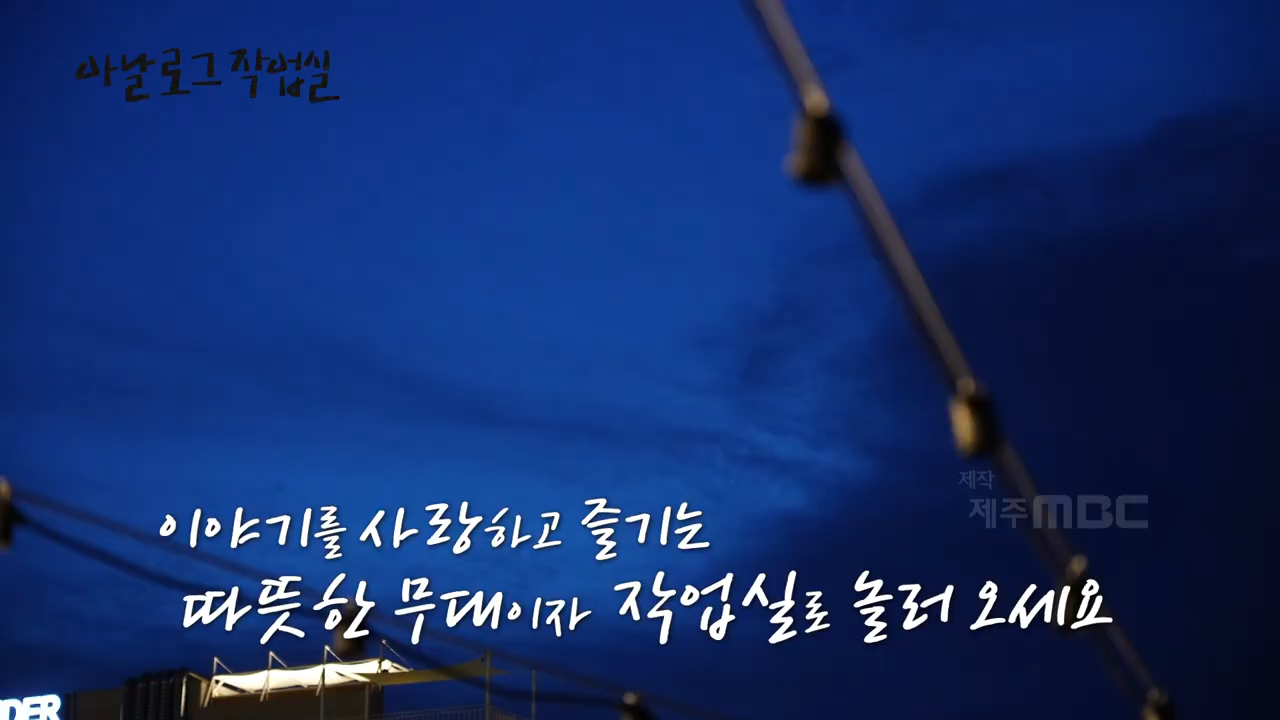 아날로그 작업실
이야기를 사랑하고 즐기는
따뜻한 무대이자 작업실로 놀러 오세요
제작
제주MBC
DER